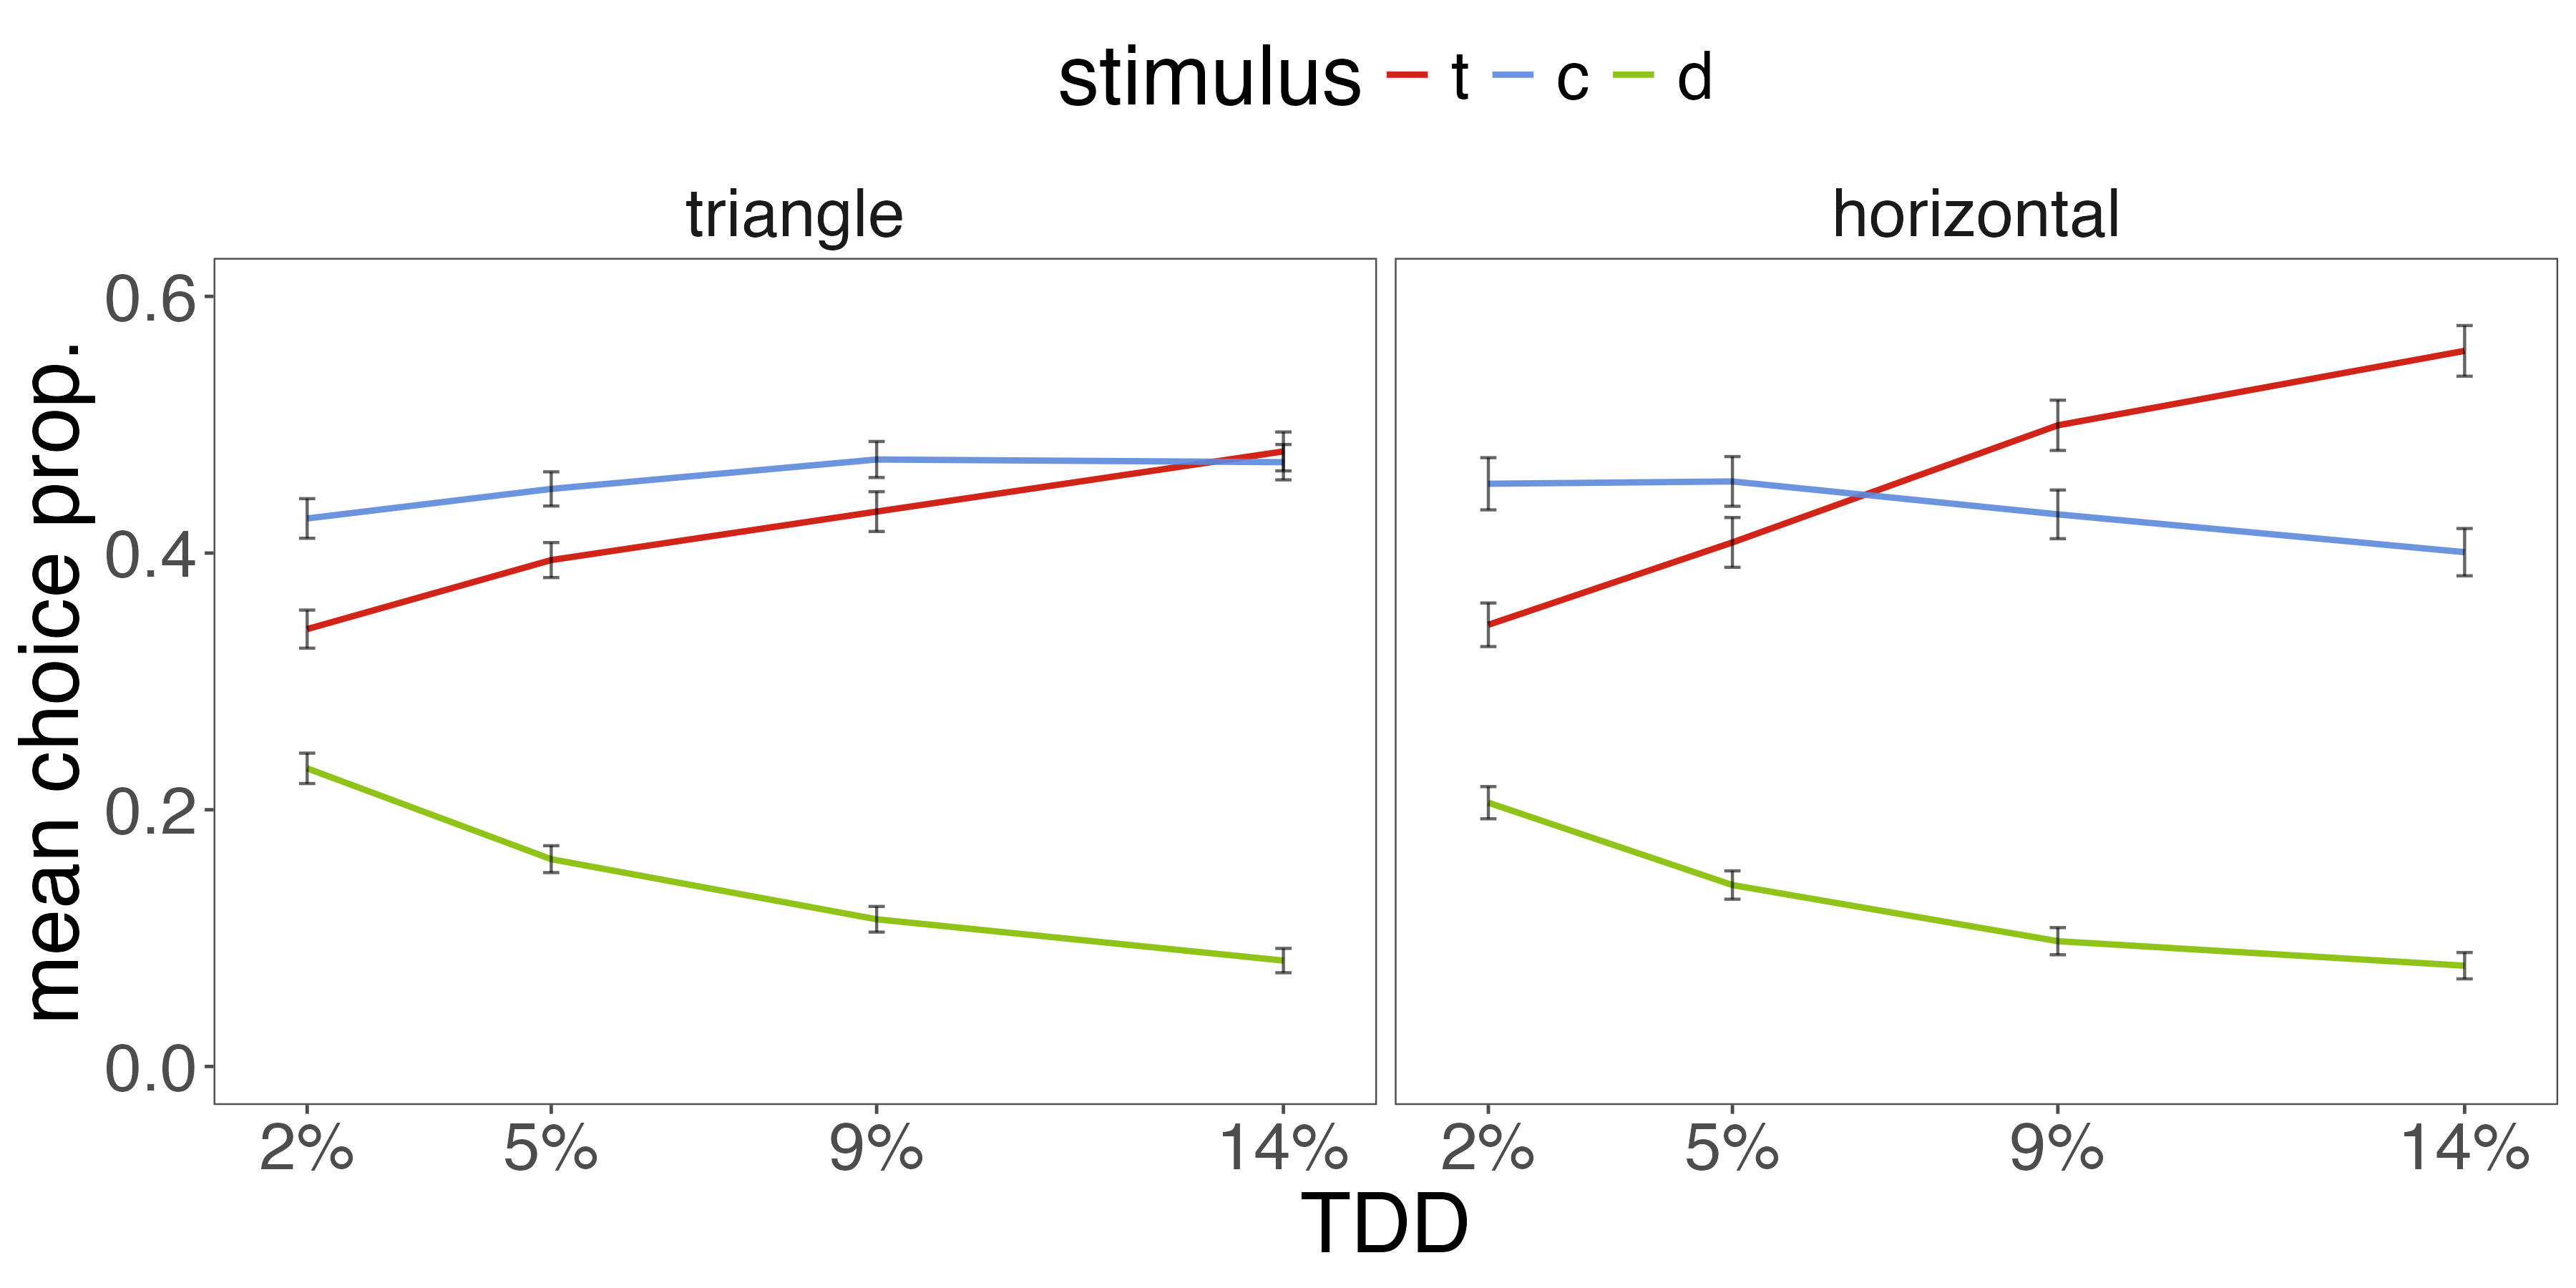 stimulus t c d
triangle horizontal
mean choice prop.
0.6
0.4
0.2
0.0
2% 5% 9% 14% 2% 5% 9% 14%
TDD